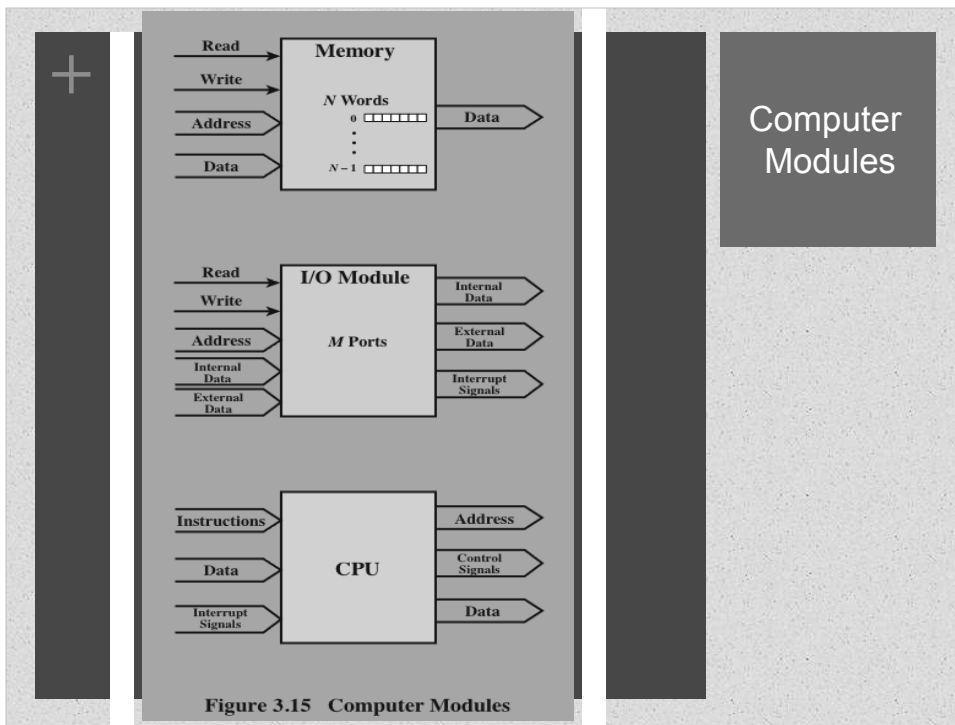 +
Computer
Modules
Memory
Read
Write
Address
Data
N Words
0
N – 1
Data
I/O Module
Read
Write
Address
Internal
Data
External
Data
M Ports
Internal
Data
External
Data
Interrupt
Signals
CPU
Instructions
Data
Interrupt
Signals
Address
Control
Signals
Data
Figure 3.15 Computer Modules